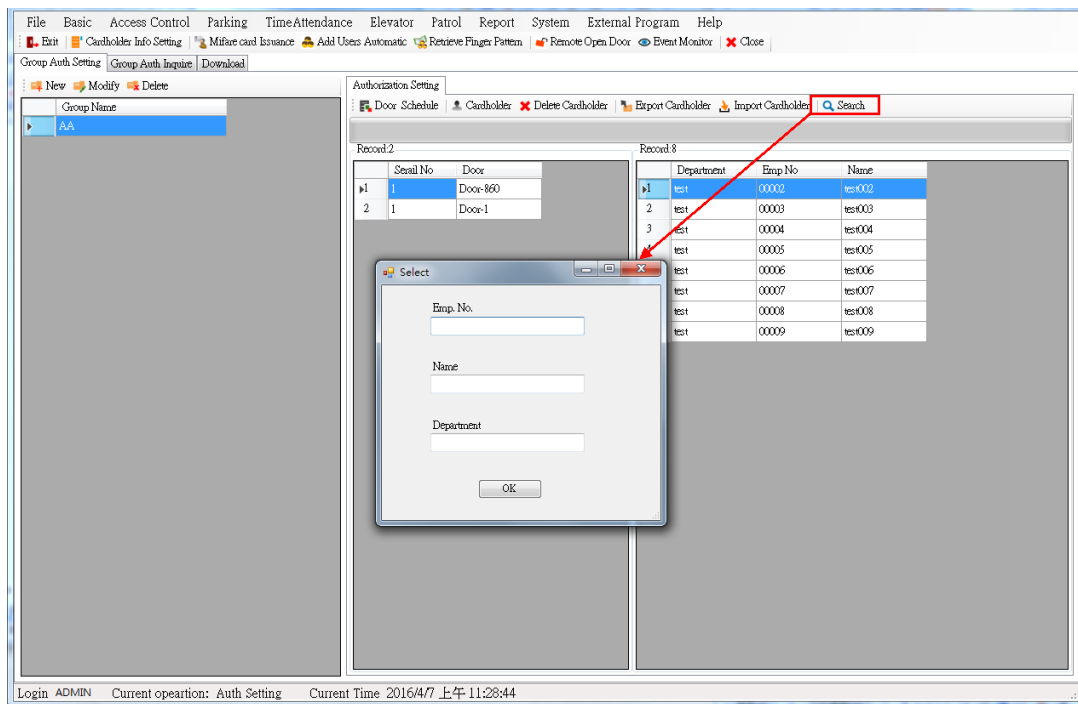 File Basic Access Control Parking TimeAttendance Elevator Patrol Report System External Program Help
Exit Cardholder Info Setting Mifare card Issuance Add Users Automatic Retrieve Finger Pattern Remote Open Door Event Monitor Close
Group Auth Setting Group Auth Inquire Download
New Modify Delete
Group Name
AA
Authorization Setting
Door Schedule Cardholder Delete Cardholder Export Cardholder Import Cardholder Search
Record:2
Serail No Door
1 1 Door-860
2 1 Door-1
Record:8
Department Emp No Name
1 test 00002 test002
2 test 00003 test003
3 test 00004 test004
test 00005 test005
test 00006 test006
test 00007 test007
test 00008 test008
test 00009 test009
Select
Emp. No.
Name
Department
OK
Login ADMIN Current opeartion: Auth Setting Current Time 2016/4/7 上午 11:28:44